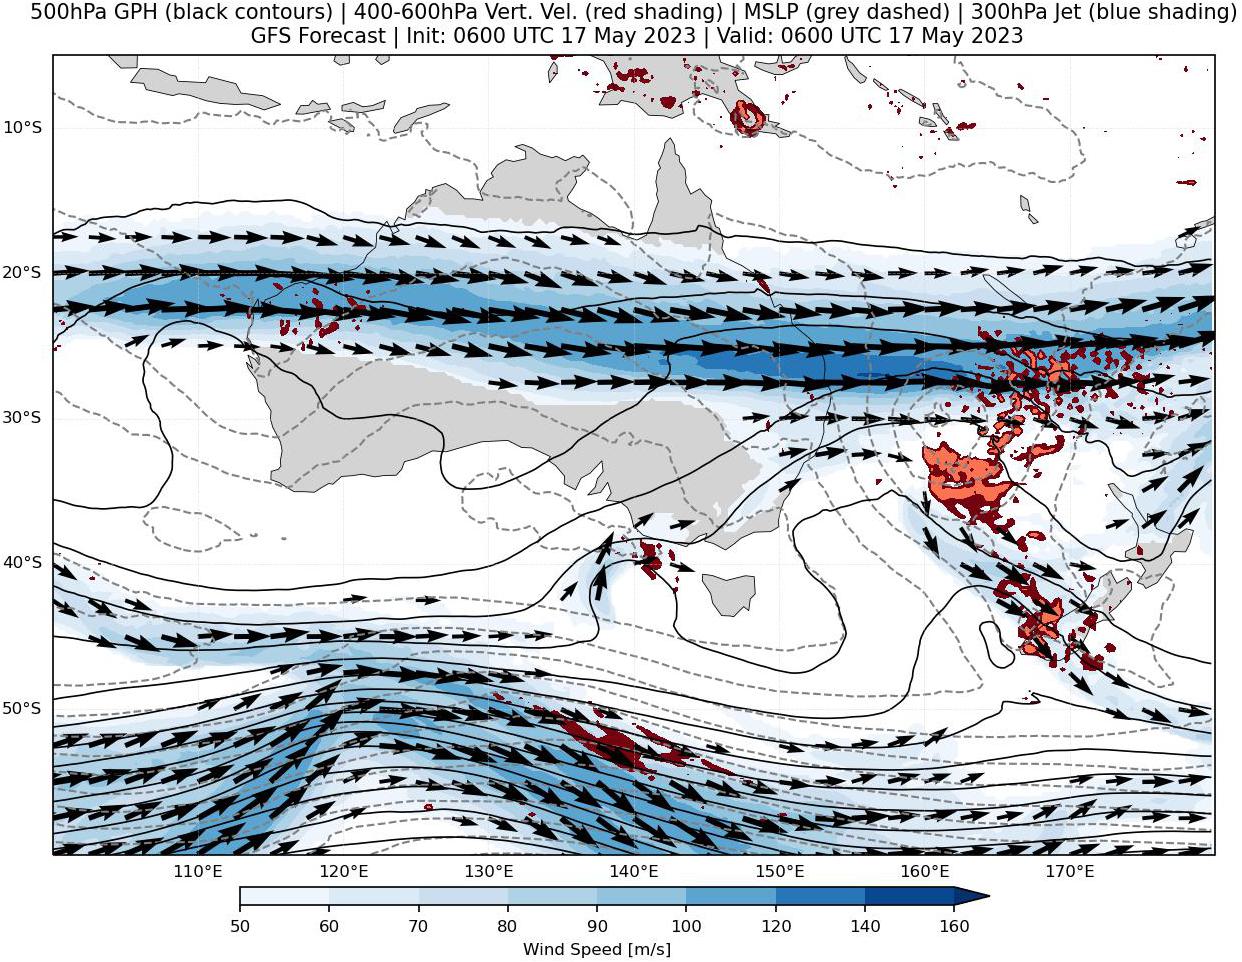 500hPa GPH (black contours) | 400-600hPa Vert. Vel. (red shading) | MSLP (grey dashed) | 300hPa Jet (blue shading)
GFS Forecast | Init: 0600 UTC 17 May 2023 | Valid: 0600 UTC 17 May 2023
10°S
20°S
30°S
40°S
50°S
110°E 120°E 130°E 140°E 150°E 160°E 170°E
50 60 70 80 90 100 120 140 160
Wind Speed [m/s]